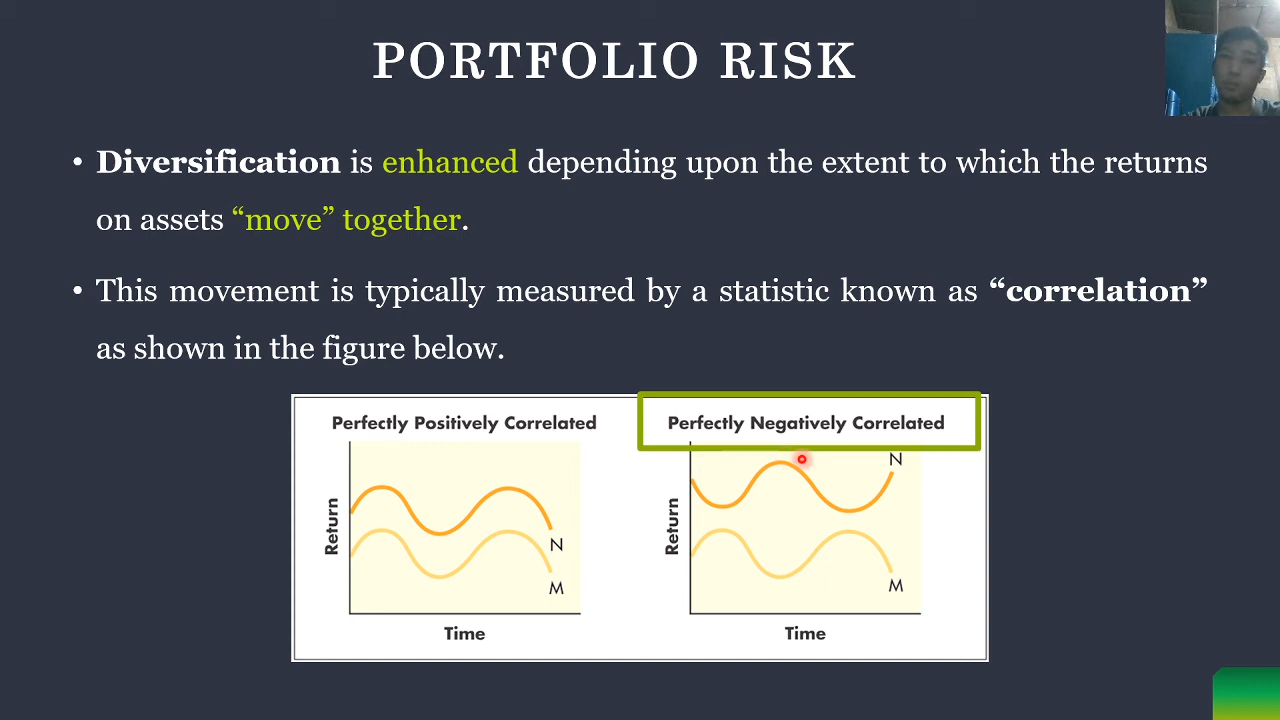 PORTFOLIO RISK
• Diversification is enhanced depending upon the extent to which the returns
on assets “move” together.
• This movement is typically measured by a statistic known as “correlation”
as shown in the figure below.
Perfectly Positively Correlated
Return
N
M
Time
Perfectly Negatively Correlated
Return
N
M
Time